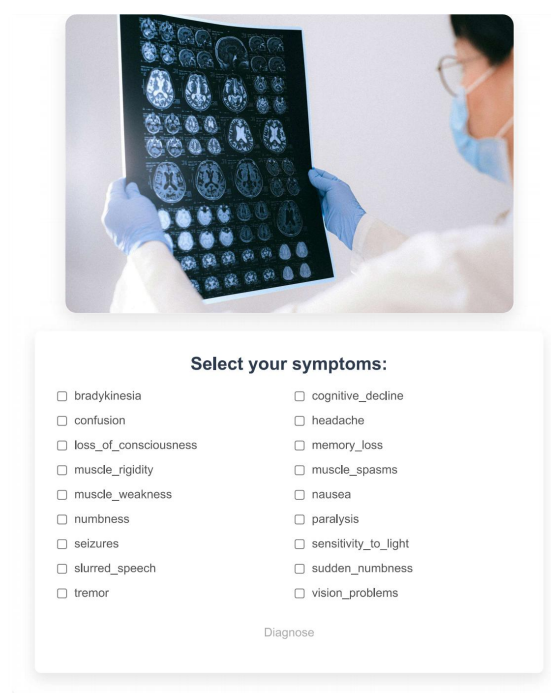 Select your symptoms:
bradykinesia
cognitive_decline
confusion
headache
loss_of_consciousness
memory_loss
muscle_rigidity
muscle_spasms
muscle_weakness
nausea
numbness
paralysis
seizures
sensitivity_to_light
slurred_speech
sudden_numbness
tremor
vision_problems
Diagnose